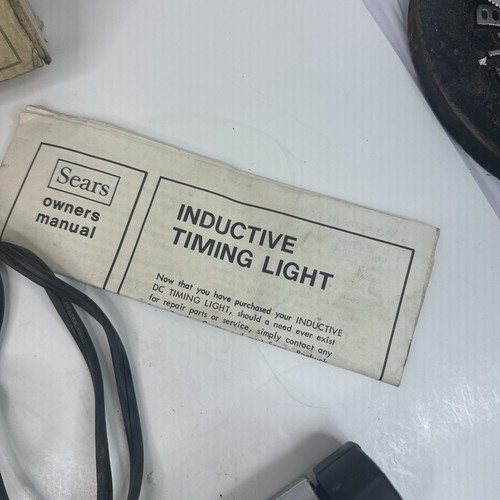 Sears
owners
manual
INDUCTIVE
TIMING LIGHT
Now that you have purchased your INDUCTIVE
DC TIMING LIGHT, should a need ever exist
for repair parts or service, simply contact any